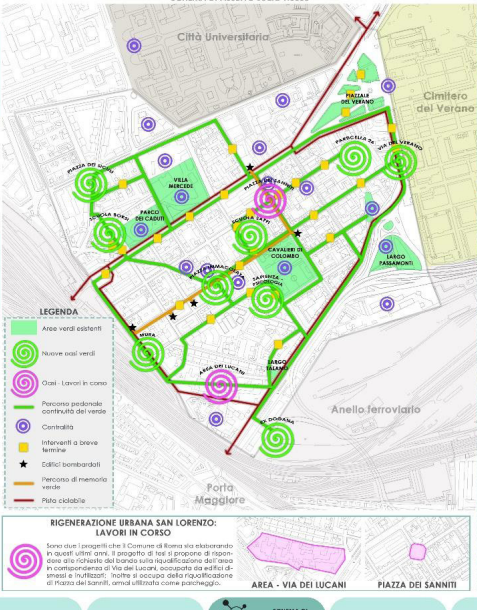 Città Universitaria
PIAZZALE
DEL VERANO
Cimitero
del Verano
PARTICELLA 96
VIA DEL VERANO
PIAZZA DEI SICULI
VILLA
MERCEDE
PIAZZA DEI SANNITI
SCUOLA BORSI
PARCO
DEI CADUTI
SCUOLA SAFFI
CAVALIERI DI
COLOMBO
LARGO
PASSAMONTI
PIAZZA IMMACOLATA
SAPIENZA
PSICOLOGIA
MURA
LARGO
TALAMO
AREA DEI LUCANI
EX DOGANA
Anello ferroviario
Porta
Maggiore
LEGENDA
Aree verdi esistenti
Nuove oasi verdi
Oasi - Lavori in corso
Percorso pedonale
continuità del verde
Centralità
Interventi a breve
termine
Edifici bombardati
Percorso di memoria
verde
Pista ciclabile
RIGENERAZIONE URBANA SAN LORENZO:
LAVORI IN CORSO
Sono due i progetti che il Comune di Roma sta elaborando
in questi ultimi anni. Il progetto di tesi si propone di rispon-
dere alle richieste del bando sulla riqualificazione dell'area
in corrispondenza di Via dei Lucani, occupata da edifici di-
smessi e inutilizzati; inoltre si occupa della riqualificazione
di Piazza dei Sanniti, ormai utilizzata come parcheggio.
AREA - VIA DEI LUCANI
PIAZZA DEI SANNITI